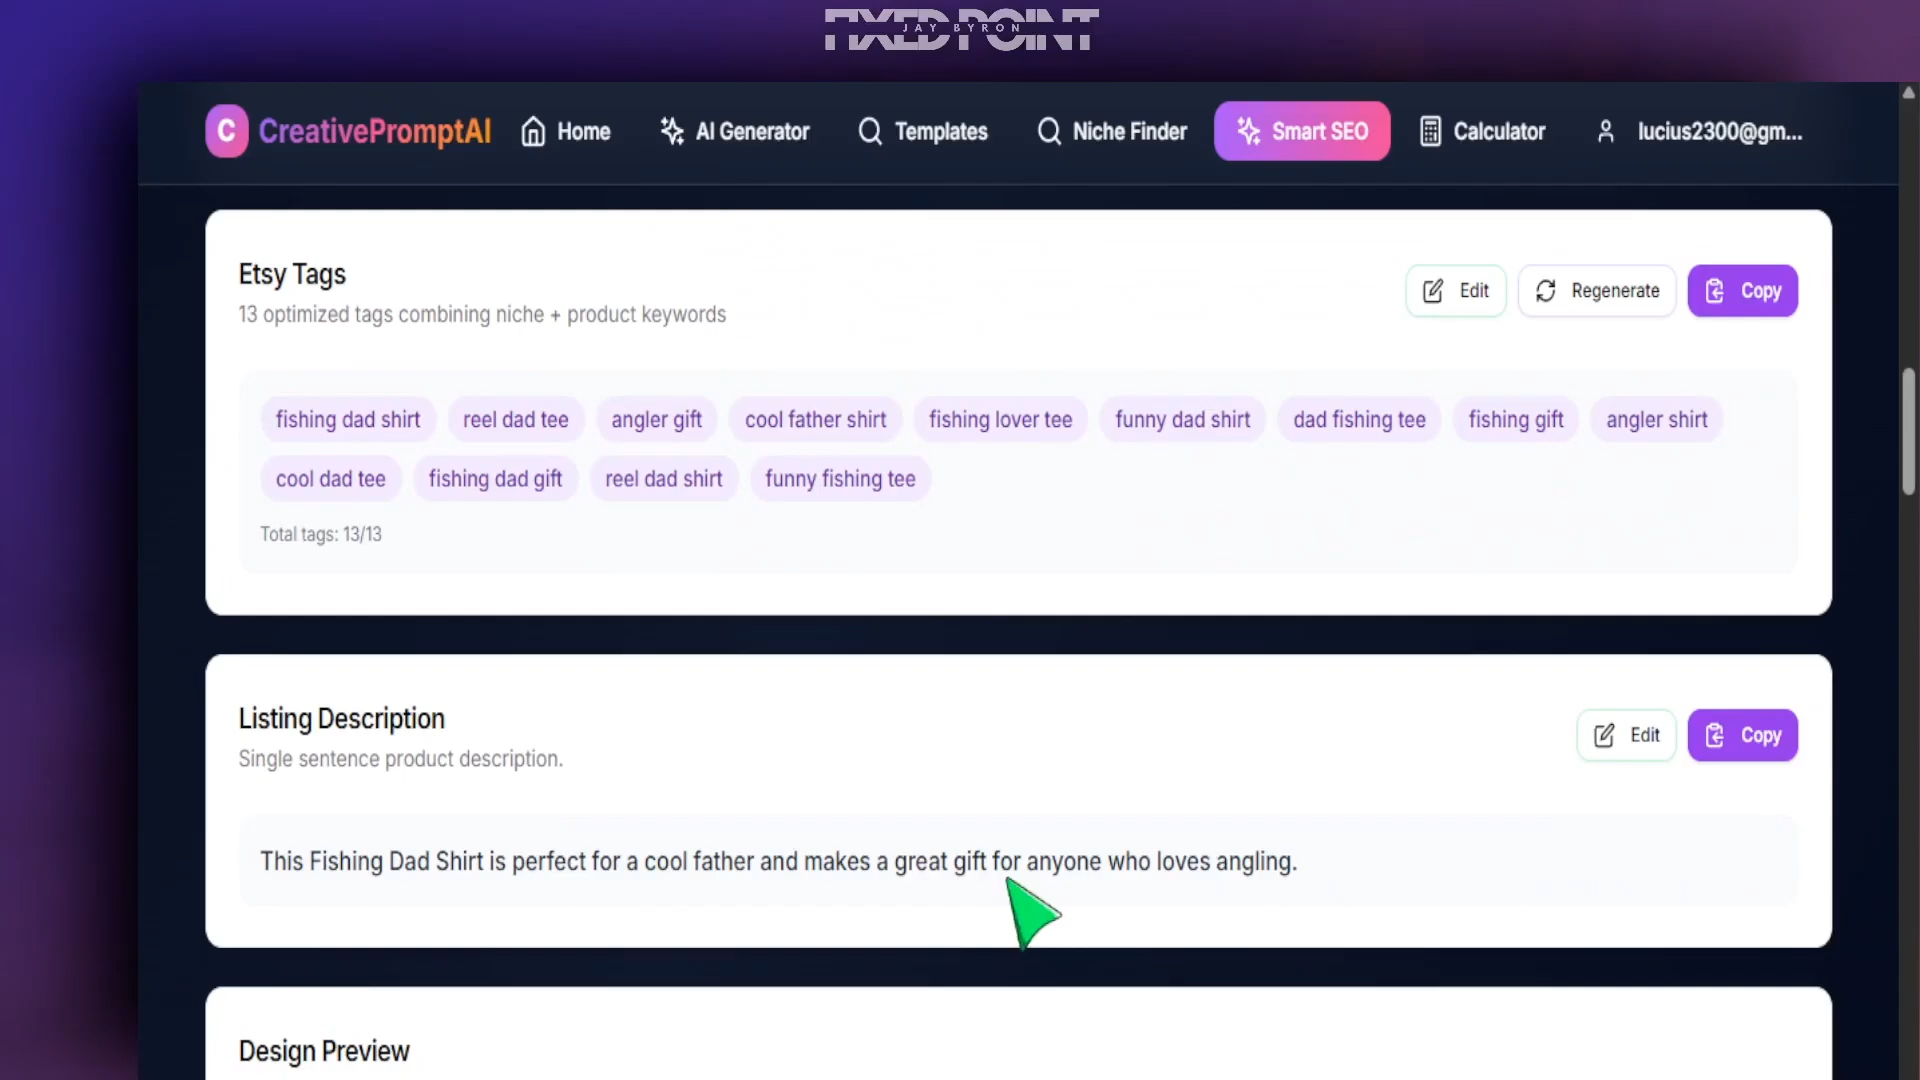 FIXED POINT
JAY BYRON
C CreativePromptAI Home AI Generator Templates Niche Finder Smart SEO Calculator lucius2300@gm...
Etsy Tags
13 optimized tags combining niche + product keywords
Edit Regenerate Copy
fishing dad shirt reel dad tee angler gift cool father shirt fishing lover tee funny dad shirt dad fishing tee fishing gift angler shirt
cool dad tee fishing dad gift reel dad shirt funny fishing tee
Total tags: 13/13
Listing Description
Single sentence product description.
Edit Copy
This Fishing Dad Shirt is perfect for a cool father and makes a great gift for anyone who loves angling.
Design Preview